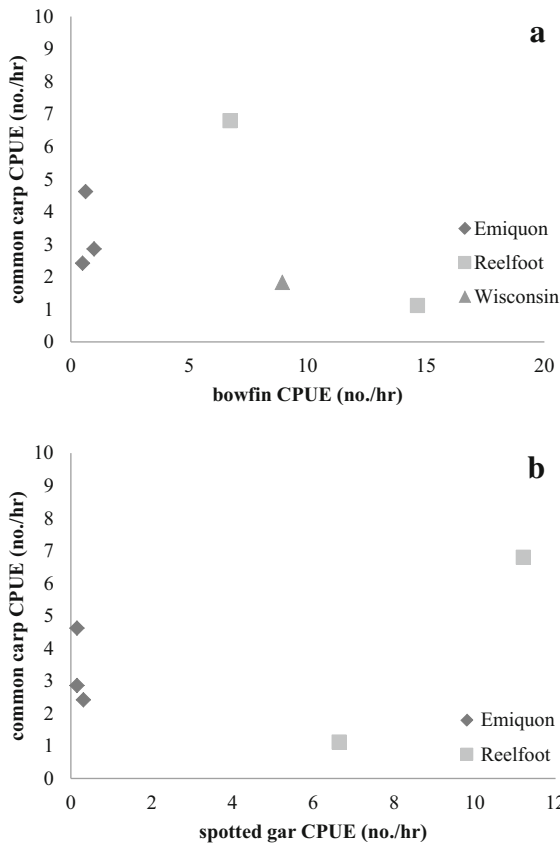 a
10
9
8
7
6
5
4
3
2
1
0
common carp CPUE (no./hr)
Emiquon
Reelfoot
Wisconsin
0 5 10 15 20
bowfin CPUE (no./hr)
b
10
9
8
7
6
5
4
3
2
1
0
common carp CPUE (no./hr)
Emiquon
Reelfoot
0 2 4 6 8 10 12
spotted gar CPUE (no./hr)